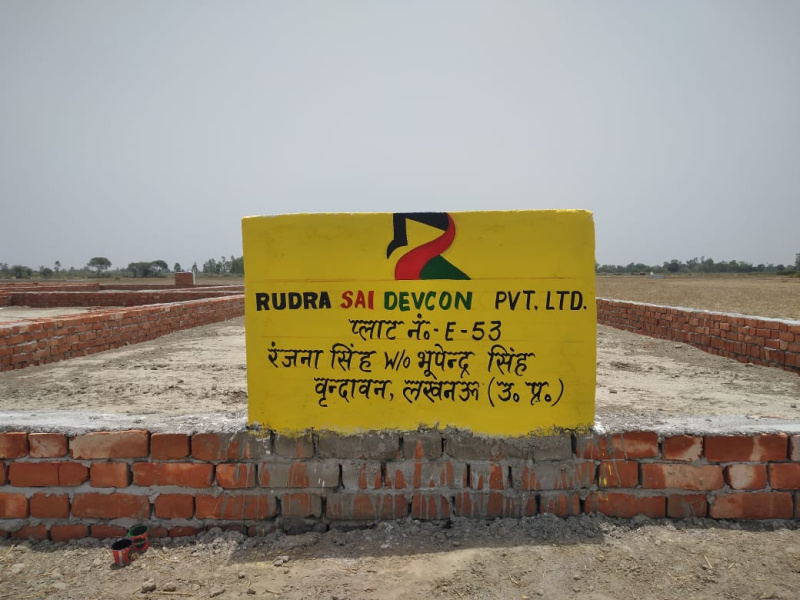 RUDRA SAI DEVCON PVT. LTD.
प्लाट नं॰-E-53
रंजना सिंह W/o भूपेन्द्र सिंह
वृन्दावन, लखनऊ (उ॰ प्र॰)